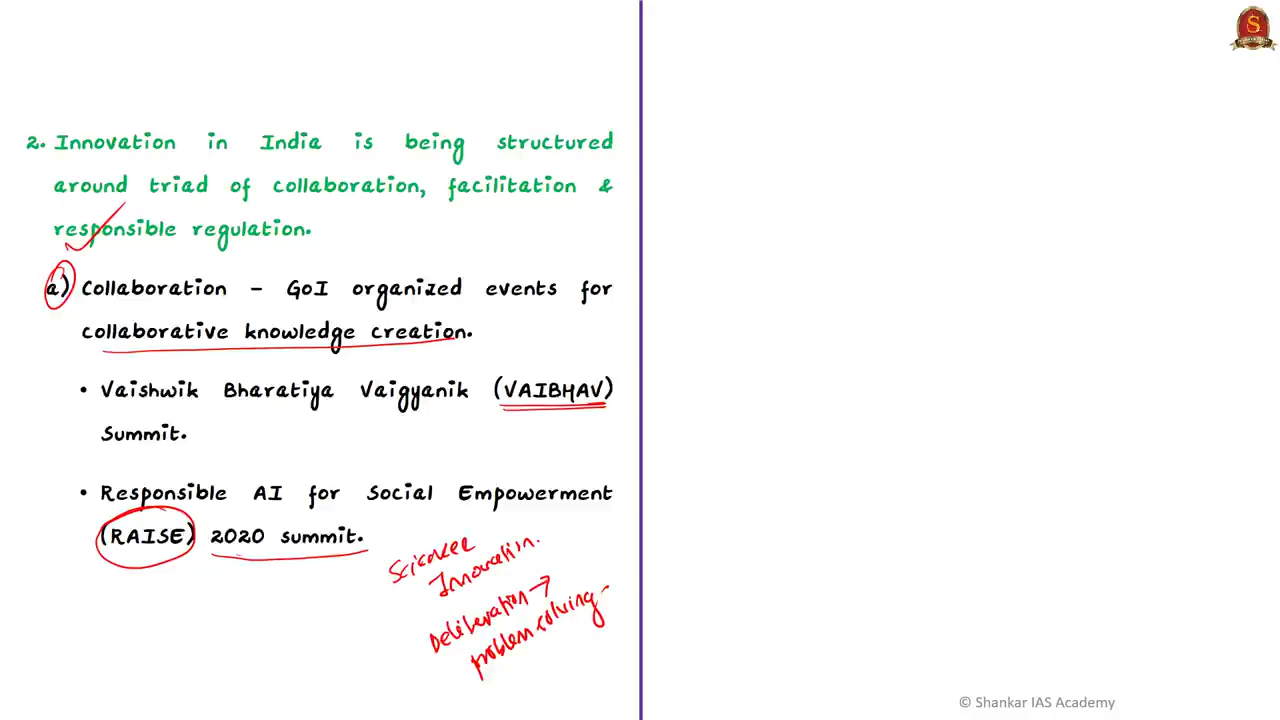 2. Innovation in India is being structured
around triad of collaboration, facilitation &
responsible regulation.
a) Collaboration - GoI organized events for
collaborative knowledge creation.
• Vaishwik Bharatiya Vaigyanik (VAIBHAV)
Summit.
• Responsible AI for Social Empowerment
(RAISE) 2020 summit.
Innovation.
Deliberation →
problem solving
S
© Shankar IAS Academy